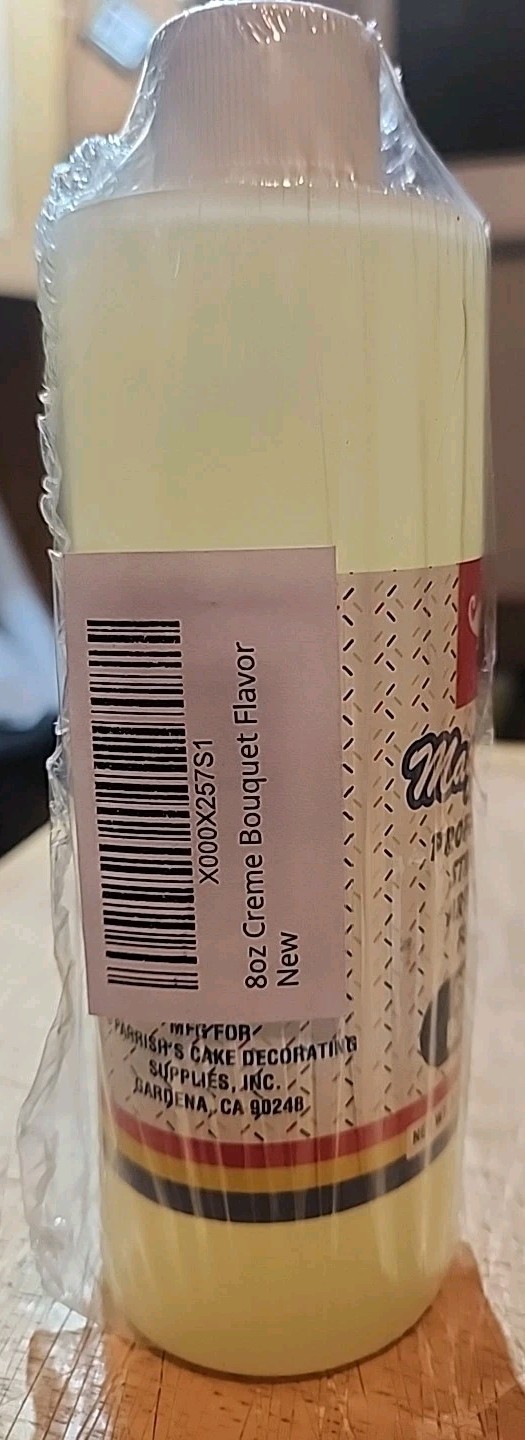 X000X257S1
8oz Creme Bouquet Flavor
New
MFG FOR
PARRISH'S CAKE DECORATING
SUPPLIES, INC.
GARDENA, CA 90248